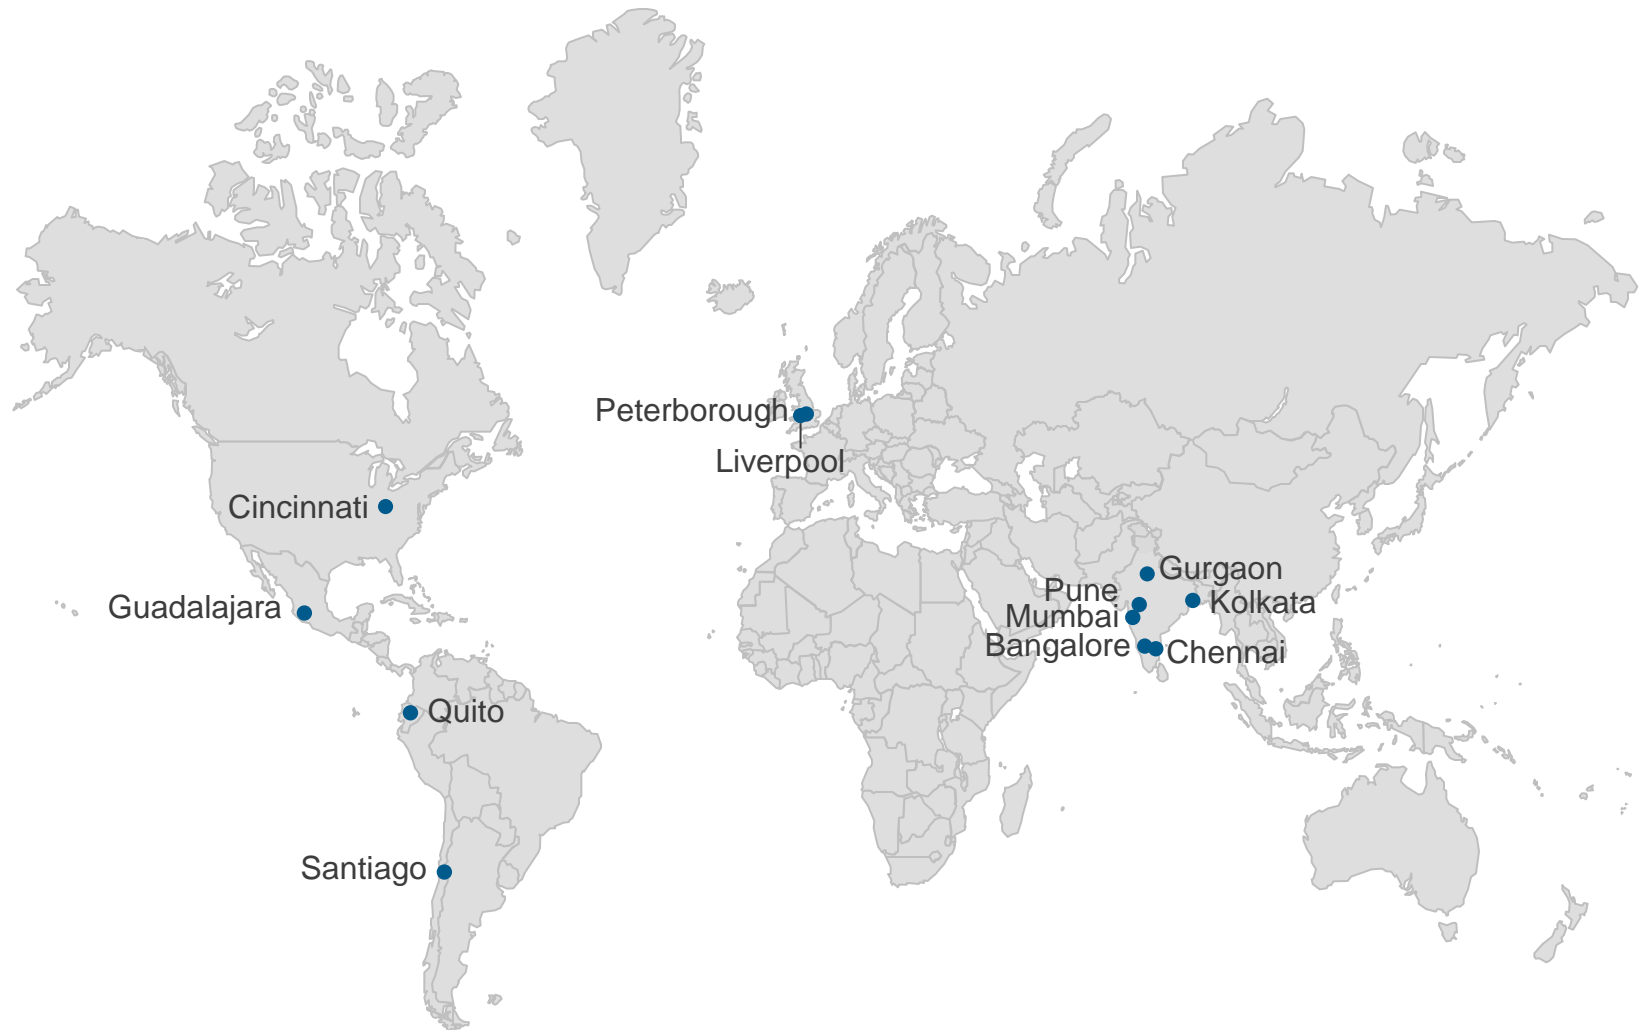 Peterborough
Liverpool
Cincinnati
Gurgaon
Pune
Kolkata
Guadalajara
Mumbai
Bangalore
Chennai
Quito
Santiago